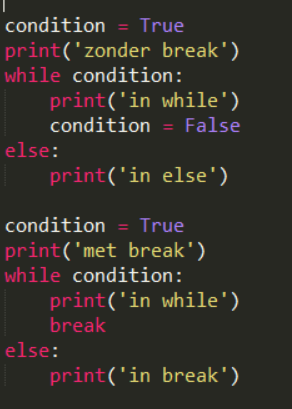 condition = True
print('zonder break')
while condition:
    print('in while')
    condition = False
else:
    print('in else')

condition = True
print('met break')
while condition:
    print('in while')
    break
else:
    print('in break')